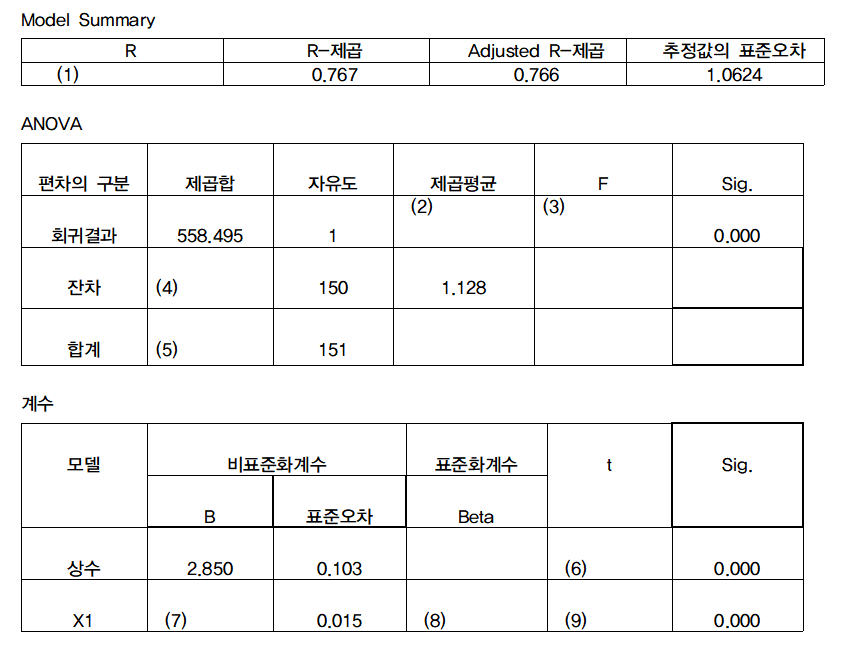 Model Summary
R R-제곱 Adjusted R-제곱 추정값의 표준오차
(1) 0.767 0.766 1.0624
ANOVA
편차의 구분 제곱합 자유도 제곱평균 F Sig.
회귀결과 558.495 1 (2) (3) 0.000
잔차 (4) 150 1.128
합계 (5) 151
계수
모델 비표준화계수 표준화계수 t Sig.
B 표준오차 Beta
상수 2.850 0.103 (6) 0.000
X1 (7) 0.015 (8) (9) 0.000